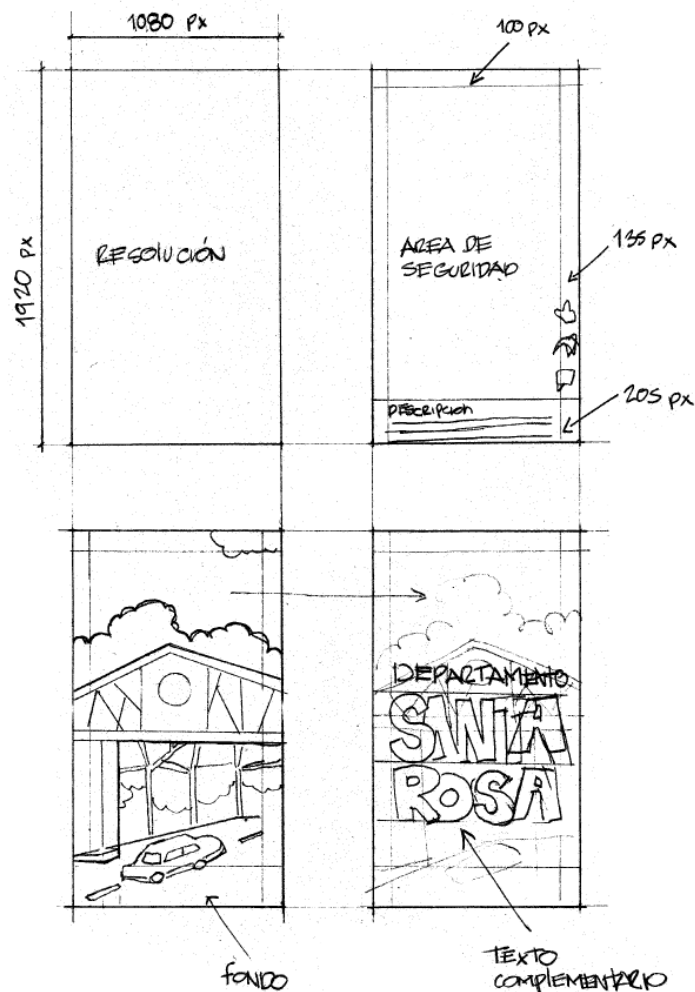 1080 px
100 px
1920 px
RESOLUCIÓN
AREA DE
SEGURIDAD
135 px
DESCRIPCION
205 px
DEPARTAMENTO
SNTA
ROSA
FONDO
TEXTO
COMPLEMENTARIO